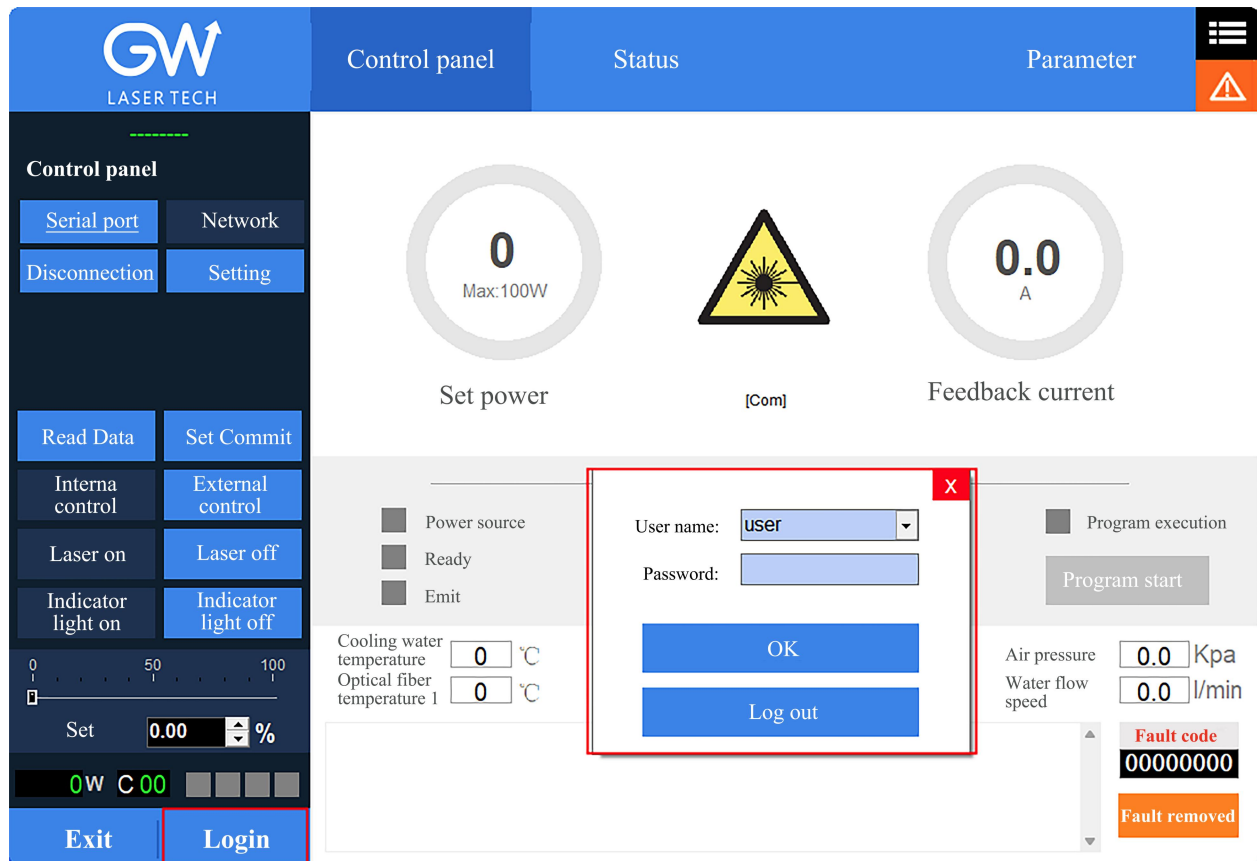 GW
LASER TECH
Control panel
Status
Parameter
--------
Control panel
Serial port
Network
Disconnection
Setting
Read Data
Set Commit
Interna
control
External
control
Laser on
Laser off
Indicator
light on
Indicator
light off
0 50 100
Set 0.00 %
0W C 00
Exit
Login
0
Max:100W
Set power
[Com]
0.0
A
Feedback current
Power source
Ready
Emit
X
User name: user
Password:
OK
Log out
Program execution
Program start
Cooling water
temperature 0 ℃
Optical fiber
temperature 1 0 ℃
Air pressure 0.0 Kpa
Water flow
speed 0.0 l/min
Fault code
00000000
Fault removed